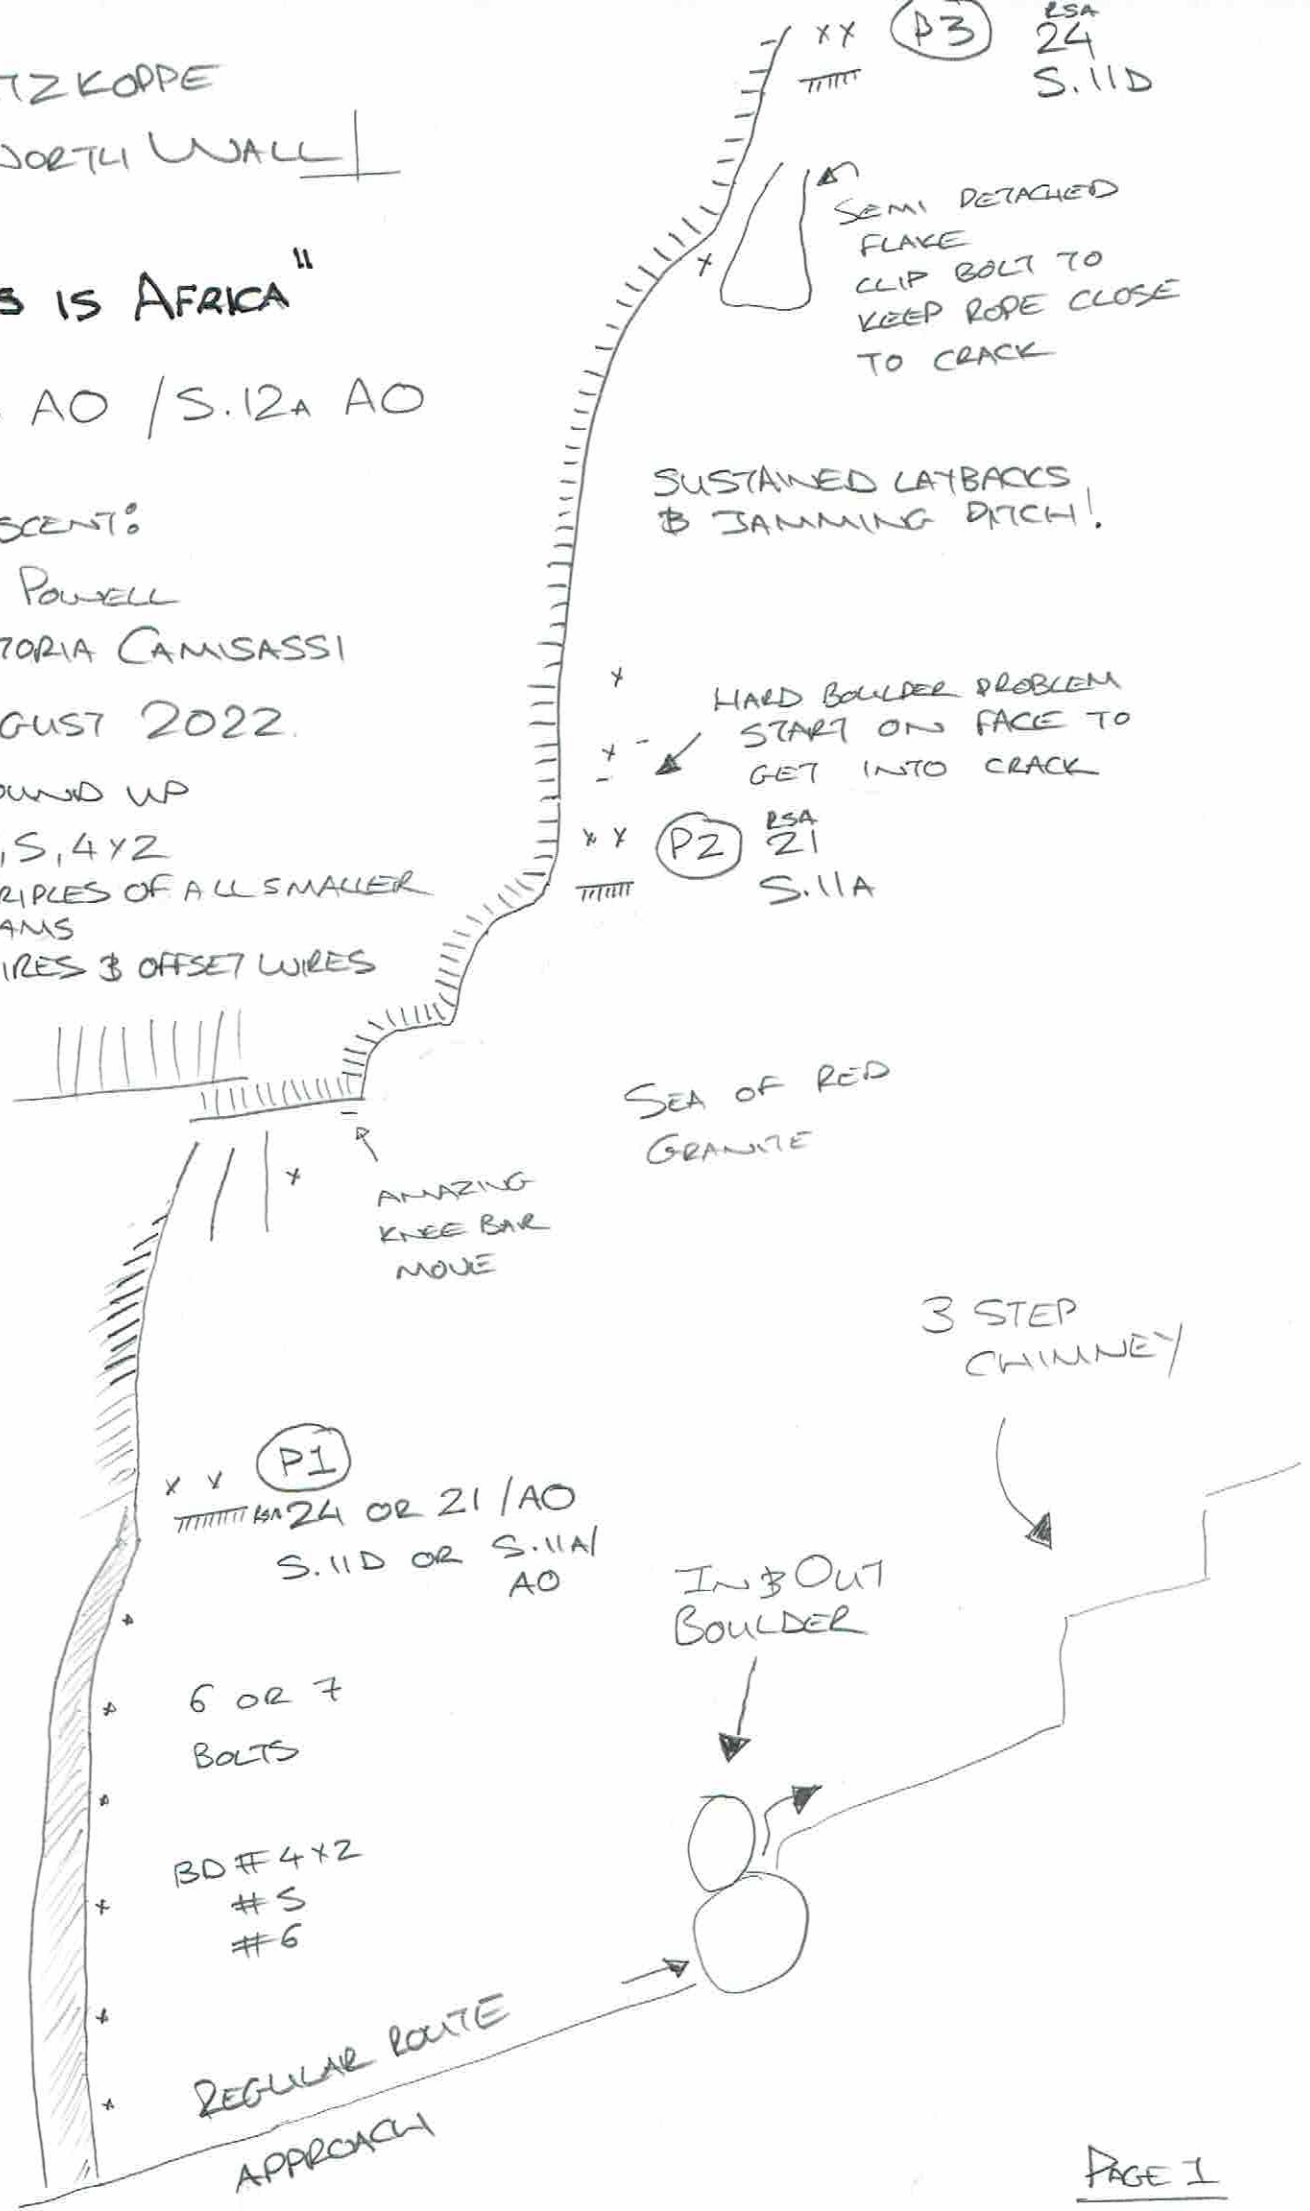 TZKOPPE
NORTH WALL
S IS AFRICA"
AO / S.12A AO
SCENT:
POWELL
TORIA CAMISASSI
GUST 2022.
OUND UP
,5,4x2
RIPLES OF ALL SMALLER
AMS
IRES & OFFSET WIRES
xx P3 RSA
24
S.11D
SEMI DETACHED
FLAKE
CLIP BOLT TO
KEEP ROPE CLOSE
TO CRACK
SUSTAINED LAYBACKS
& JAMMING PITCH!
HARD BOULDER PROBLEM
START ON FACE TO
GET INTO CRACK
x x P2 RSA
21
S.11A
SEA OF RED
GRANITE
AMAZING
KNEE BAR
MOVE
3 STEP
CHIMNEY
x x P1
RSA 24 OR 21 / AO
S.11D OR S.11A/
AO
IN & OUT
BOULDER
6 OR 7
BOLTS
BD #4x2
#5
#6
REGULAR ROUTE
APPROACH
PAGE 1